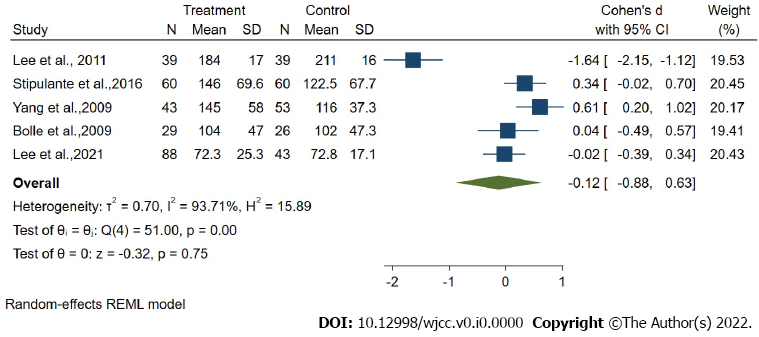 Treatment Control Cohen's d Weight
Study N Mean SD N Mean SD with 95% CI (%)
Lee et al., 2011 39 184 17 39 211 16 -1.64 [ -2.15, -1.12] 19.53
Stipulante et al.,2016 60 146 69.6 60 122.5 67.7 0.34 [ -0.02, 0.70] 20.45
Yang et al.,2009 43 145 58 53 116 37.3 0.61 [ 0.20, 1.02] 20.17
Bolle et al.,2009 29 104 47 26 102 47.3 0.04 [ -0.49, 0.57] 19.41
Lee et al.,2021 88 72.3 25.3 43 72.8 17.1 -0.02 [ -0.39, 0.34] 20.43
Overall -0.12 [ -0.88, 0.63]
Heterogeneity: τ² = 0.70, I² = 93.71%, H² = 15.89
Test of θᵢ = θⱼ: Q(4) = 51.00, p = 0.00
Test of θ = 0: z = -0.32, p = 0.75
-2 -1 0 1
Random-effects REML model
DOI: 10.12998/wjcc.v0.i0.0000 Copyright ©The Author(s) 2022.